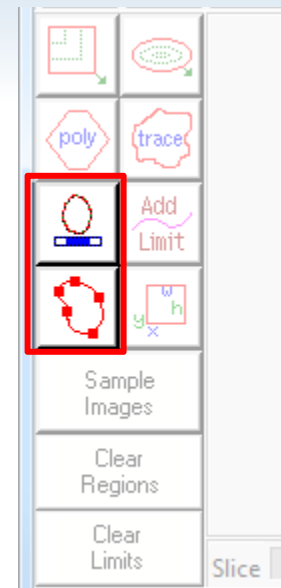 poly
trace
Add
Limit
w
h
y
x
Sample
Images
Clear
Regions
Clear
Limits
Slice